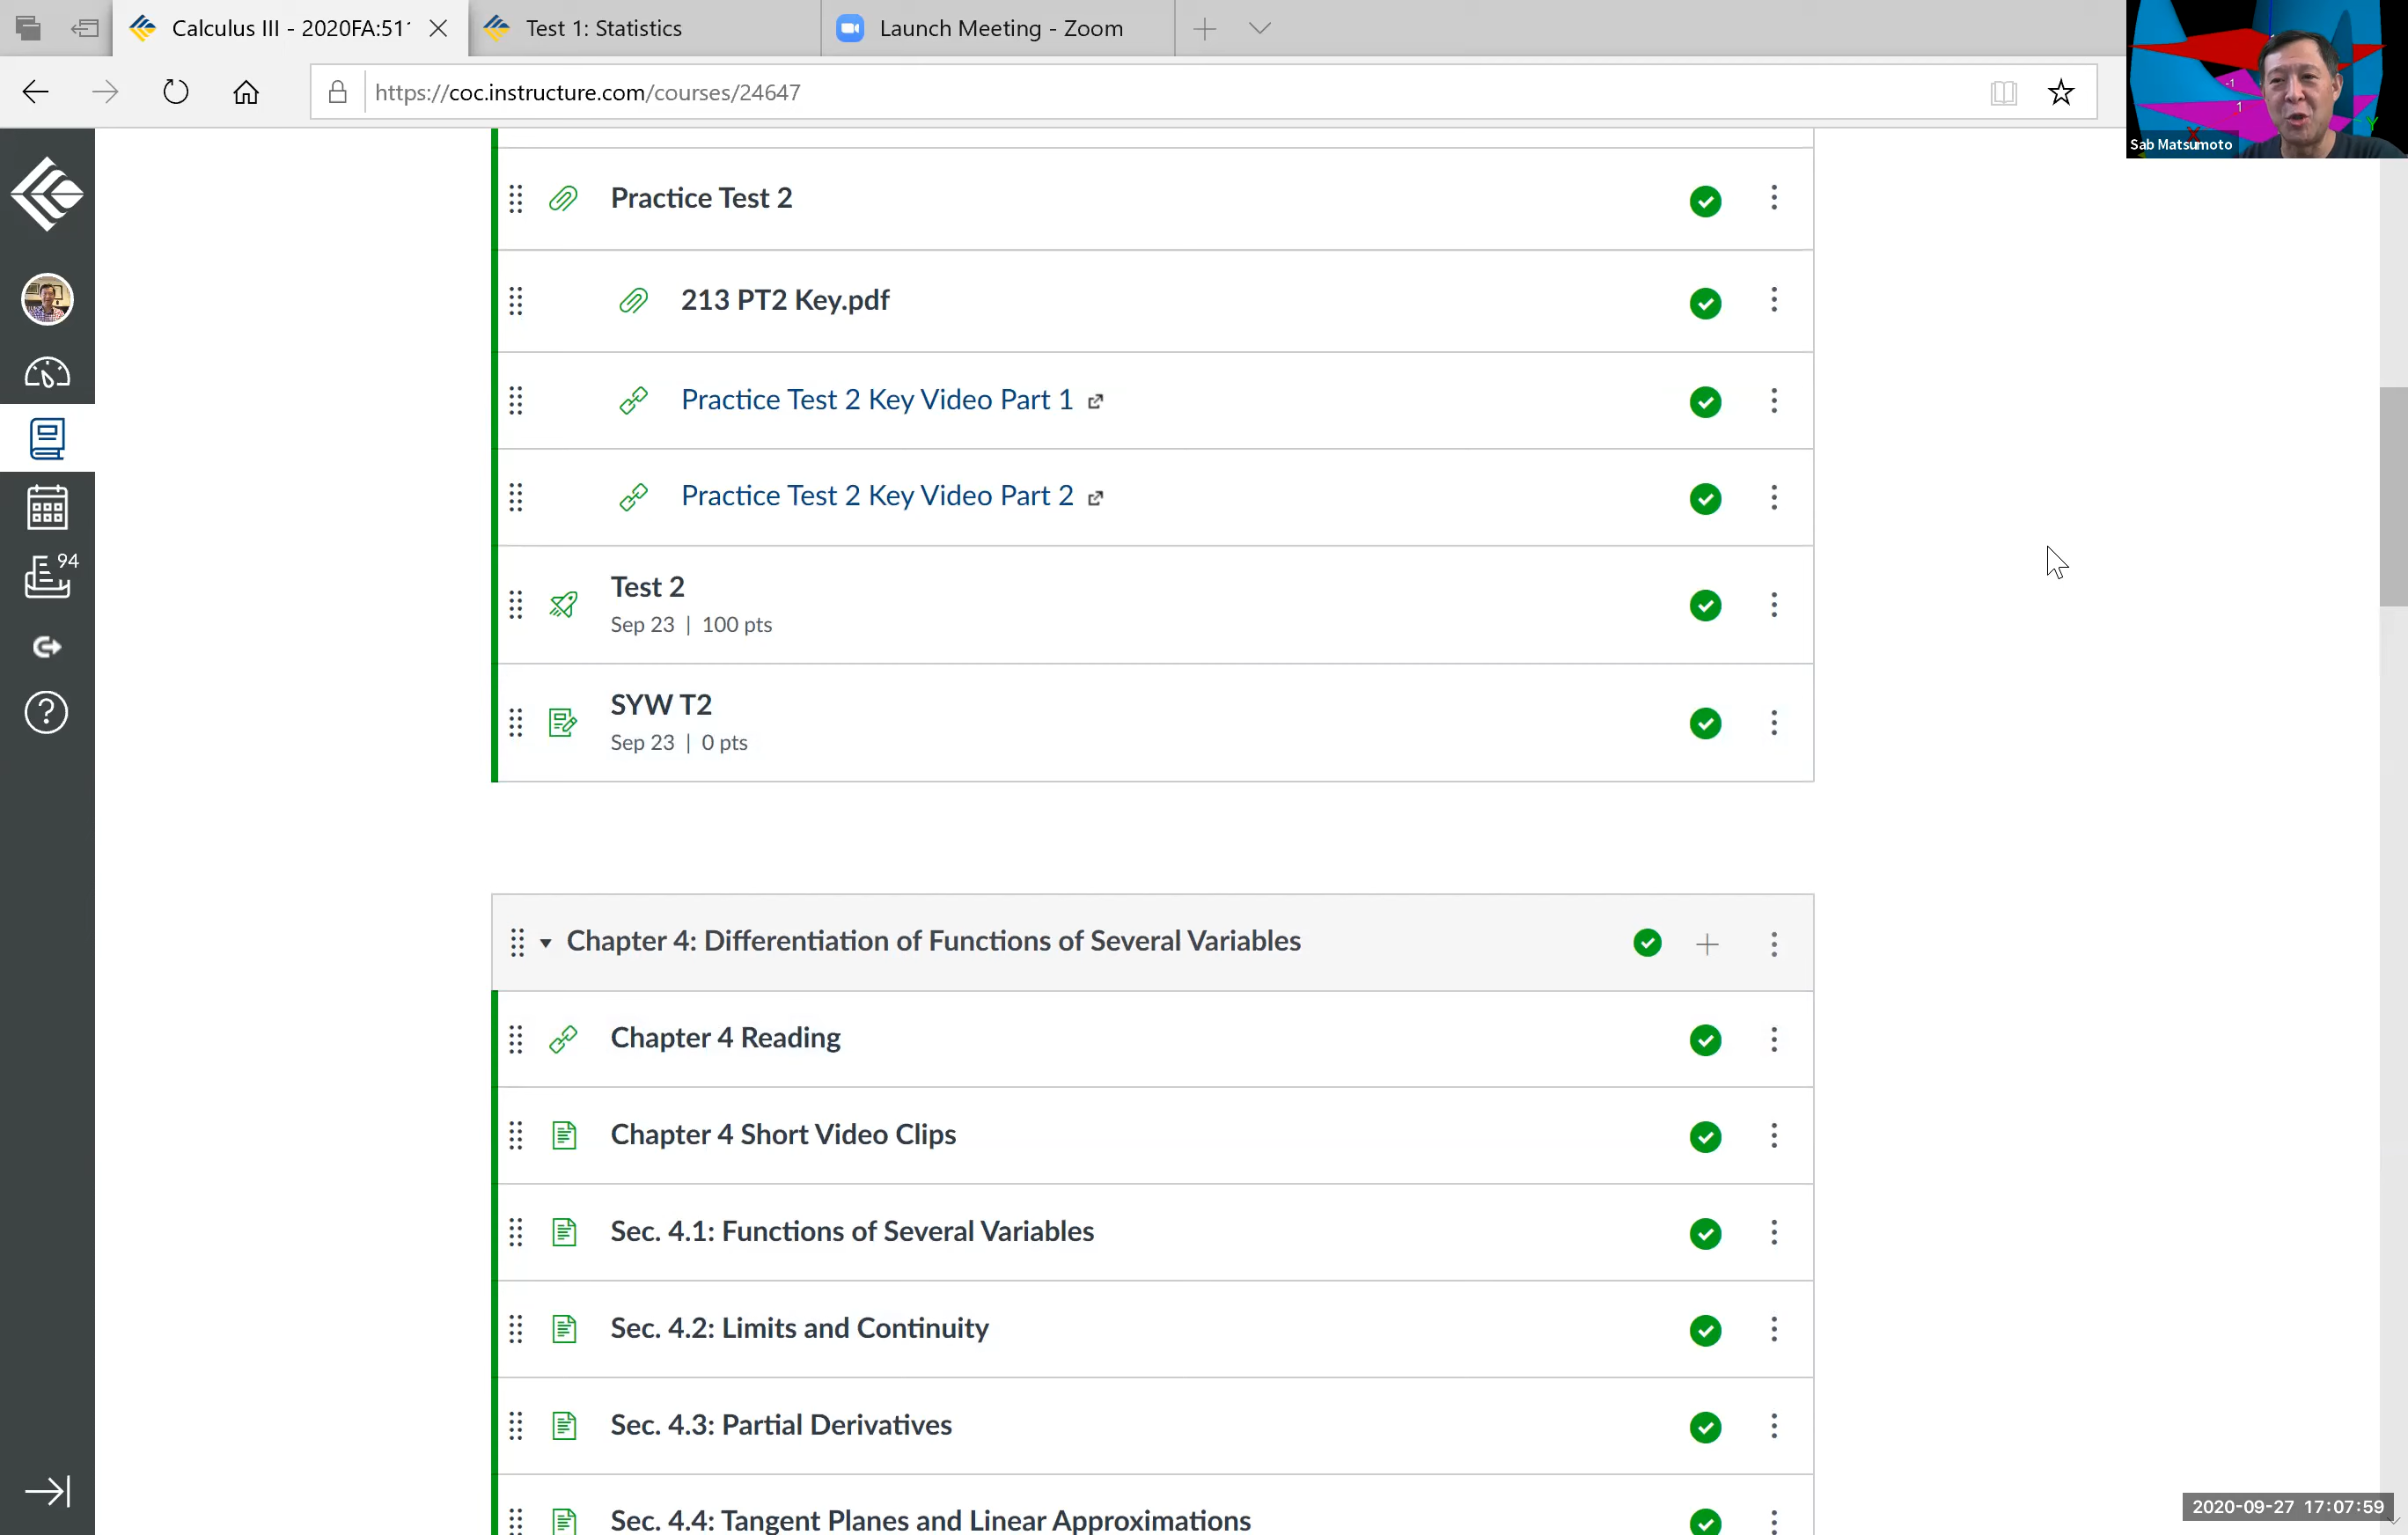 Calculus III - 2020FA:511
Test 1: Statistics
Launch Meeting - Zoom
https://coc.instructure.com/courses/24647
-1
1
X
Y
Sab Matsumoto
Practice Test 2
213 PT2 Key.pdf
Practice Test 2 Key Video Part 1
Practice Test 2 Key Video Part 2
94
Test 2
Sep 23 | 100 pts
SYW T2
Sep 23 | 0 pts
Chapter 4: Differentiation of Functions of Several Variables
Chapter 4 Reading
Chapter 4 Short Video Clips
Sec. 4.1: Functions of Several Variables
Sec. 4.2: Limits and Continuity
Sec. 4.3: Partial Derivatives
Sec. 4.4: Tangent Planes and Linear Approximations
2020-09-27 17:07:59